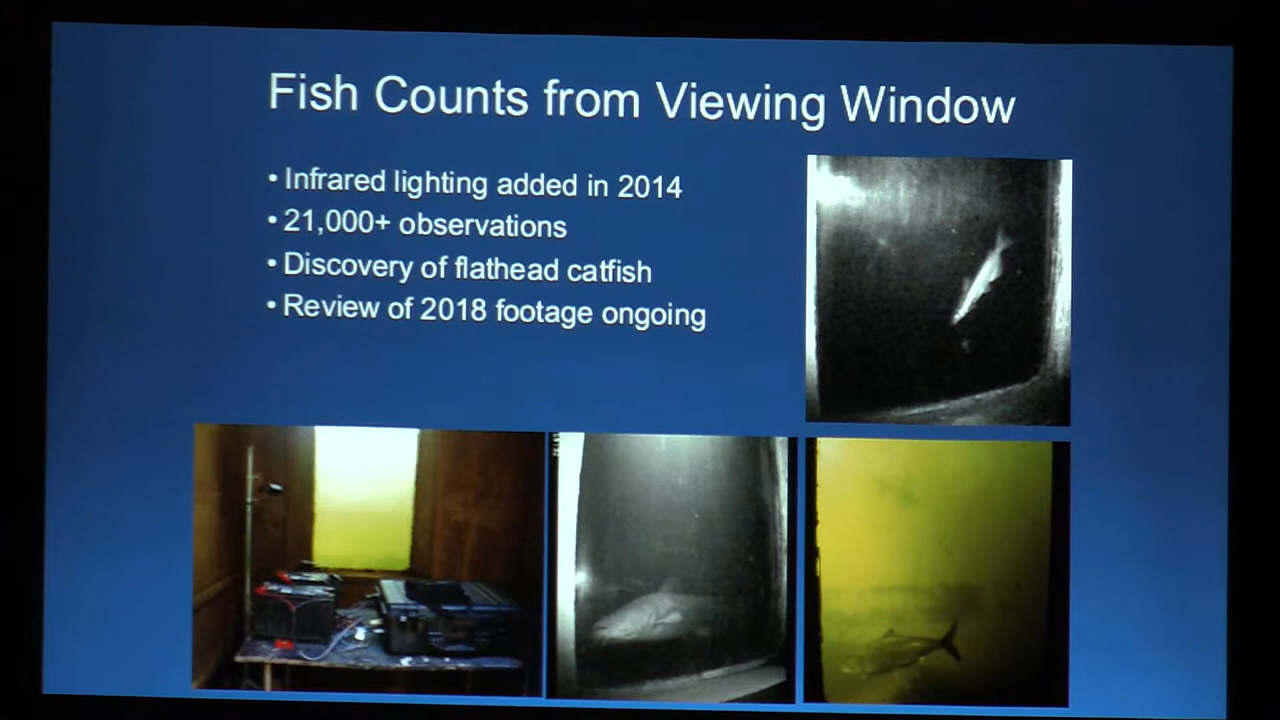 Fish Counts from Viewing Window
• Infrared lighting added in 2014
• 21,000+ observations
• Discovery of flathead catfish
• Review of 2018 footage ongoing